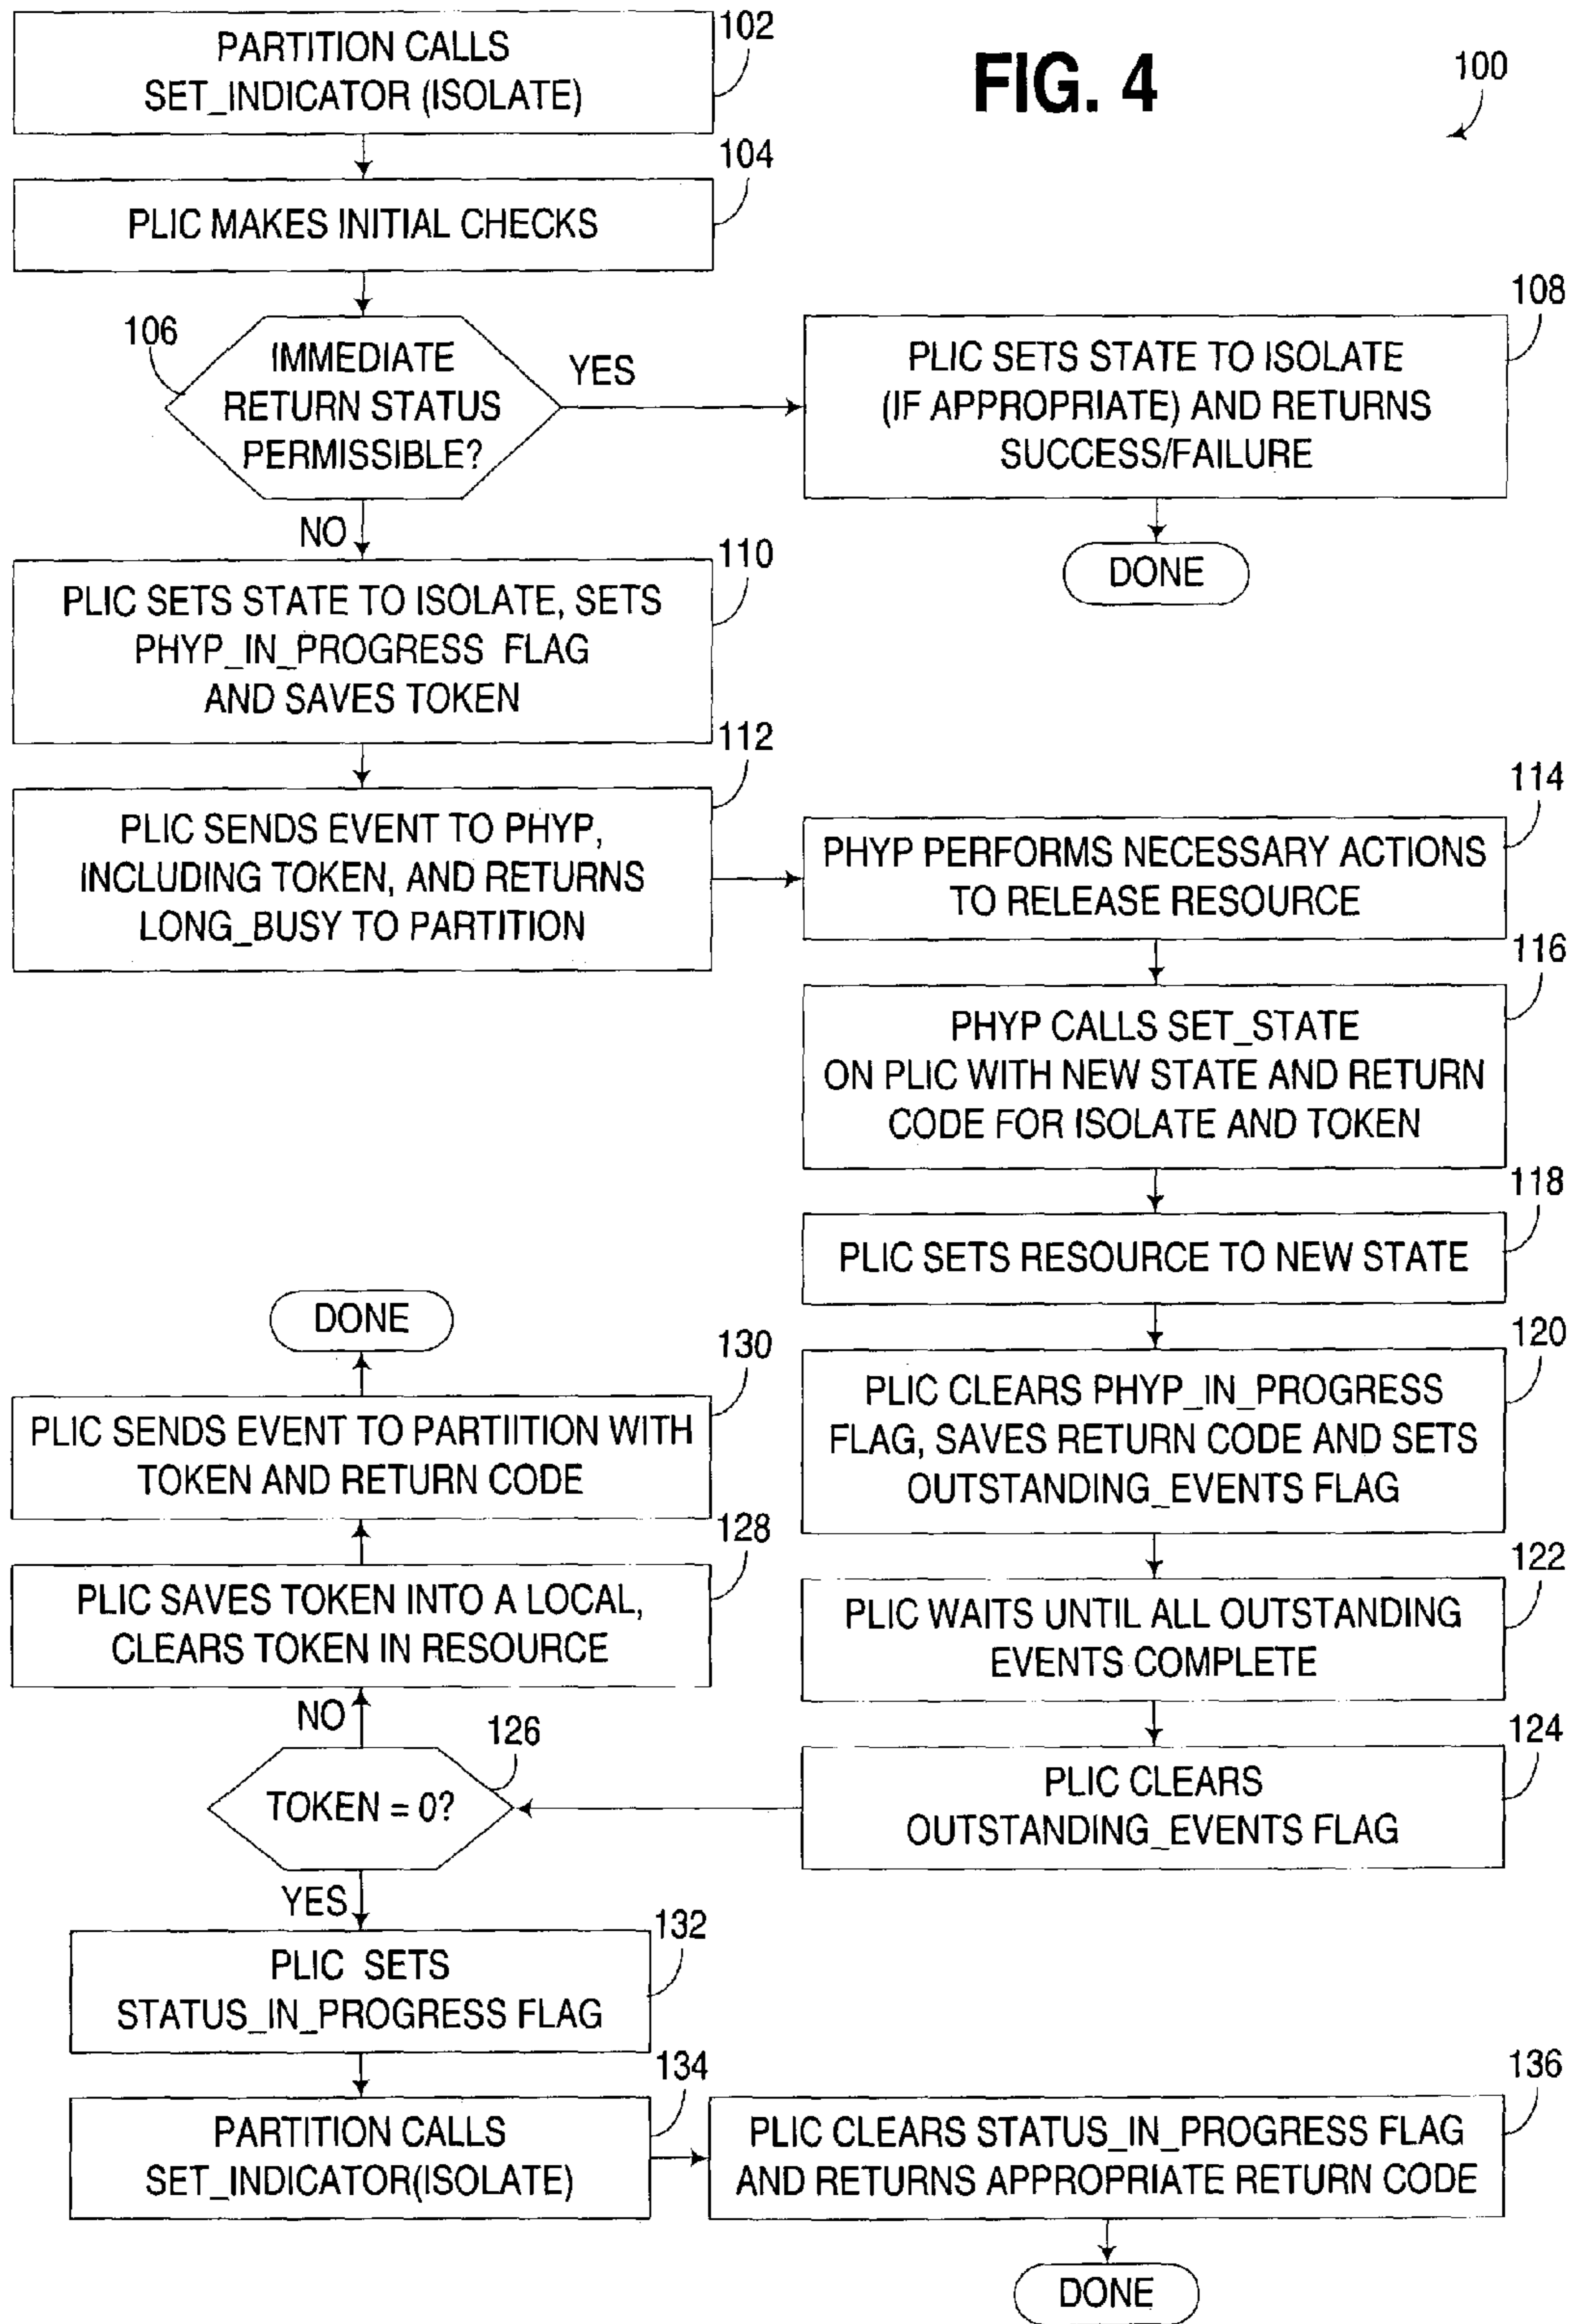 FIG. 4
100
102
PARTITION CALLS
SET_INDICATOR (ISOLATE)
104
PLIC MAKES INITIAL CHECKS
106
IMMEDIATE
RETURN STATUS
PERMISSIBLE?
YES
108
PLIC SETS STATE TO ISOLATE
(IF APPROPRIATE) AND RETURNS
SUCCESS/FAILURE
DONE
NO
110
PLIC SETS STATE TO ISOLATE, SETS
PHYP_IN_PROGRESS FLAG
AND SAVES TOKEN
112
PLIC SENDS EVENT TO PHYP,
INCLUDING TOKEN, AND RETURNS
LONG_BUSY TO PARTITION
114
PHYP PERFORMS NECESSARY ACTIONS
TO RELEASE RESOURCE
116
PHYP CALLS SET_STATE
ON PLIC WITH NEW STATE AND RETURN
CODE FOR ISOLATE AND TOKEN
118
PLIC SETS RESOURCE TO NEW STATE
120
PLIC CLEARS PHYP_IN_PROGRESS
FLAG, SAVES RETURN CODE AND SETS
OUTSTANDING_EVENTS FLAG
122
PLIC WAITS UNTIL ALL OUTSTANDING
EVENTS COMPLETE
124
PLIC CLEARS
OUTSTANDING_EVENTS FLAG
126
TOKEN = 0?
NO
128
PLIC SAVES TOKEN INTO A LOCAL,
CLEARS TOKEN IN RESOURCE
130
PLIC SENDS EVENT TO PARTIITION WITH
TOKEN AND RETURN CODE
DONE
YES
132
PLIC SETS
STATUS_IN_PROGRESS FLAG
134
PARTITION CALLS
SET_INDICATOR(ISOLATE)
136
PLIC CLEARS STATUS_IN_PROGRESS FLAG
AND RETURNS APPROPRIATE RETURN CODE
DONE